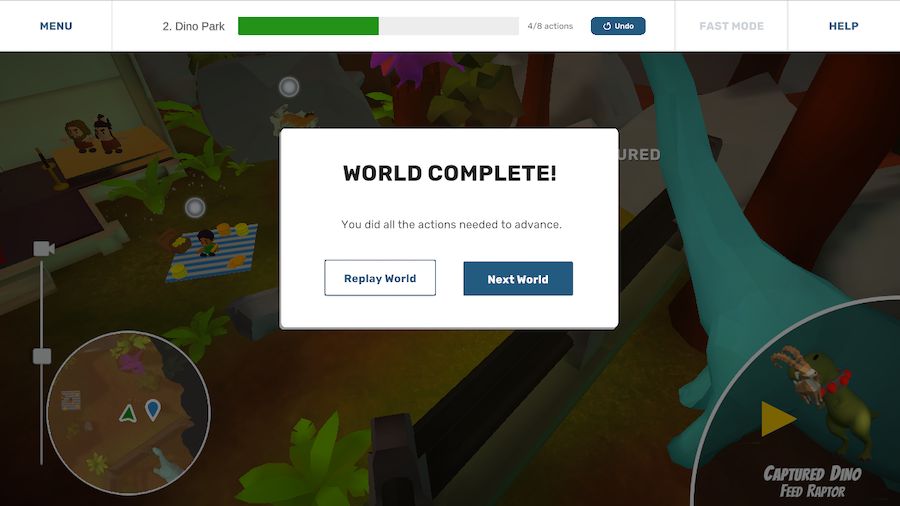 MENU
2. Dino Park
4/8 actions
Undo
FAST MODE
HELP
URED
WORLD COMPLETE!
You did all the actions needed to advance.
Replay World
Next World
CAPTURED DINO
FEED RAPTOR